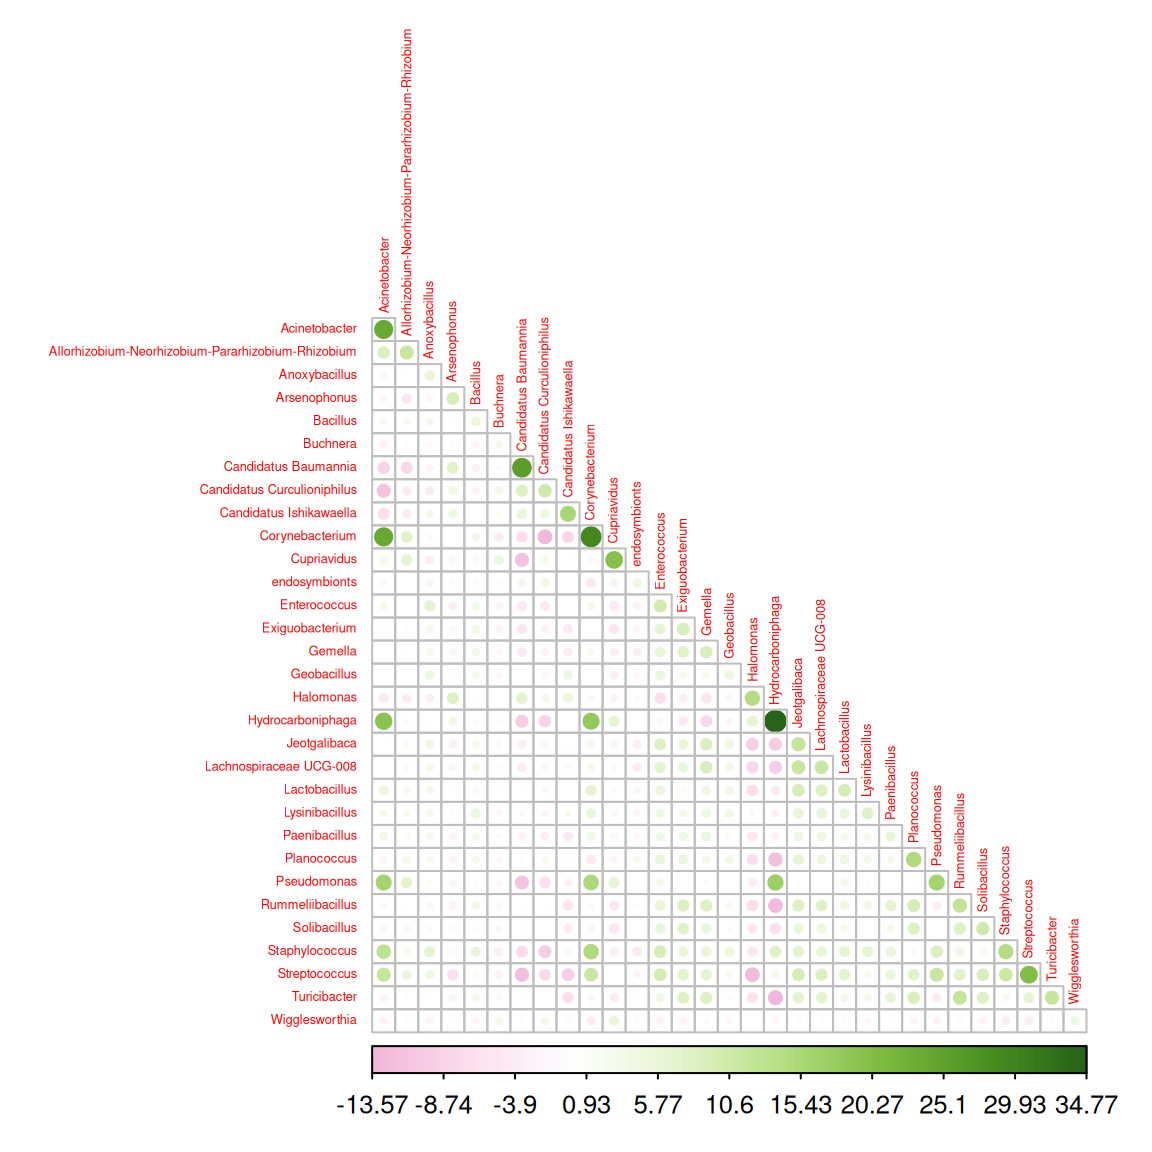 Acinetobacter
Allorhizobium-Neorhizobium-Pararhizobium-Rhizobium
Anoxybacillus
Arsenophonus
Bacillus
Buchnera
Candidatus Baumannia
Candidatus Curculioniphilus
Candidatus Ishikawaella
Corynebacterium
Cupriavidus
endosymbionts
Enterococcus
Exiguobacterium
Gemella
Geobacillus
Halomonas
Hydrocarboniphaga
Jeotgalibaca
Lachnospiraceae UCG-008
Lactobacillus
Lysinibacillus
Paenibacillus
Planococcus
Pseudomonas
Rummeliibacillus
Solibacillus
Staphylococcus
Streptococcus
Turicibacter
Wigglesworthia
Acinetobacter
Allorhizobium-Neorhizobium-Pararhizobium-Rhizobium
Anoxybacillus
Arsenophonus
Bacillus
Buchnera
Candidatus Baumannia
Candidatus Curculioniphilus
Candidatus Ishikawaella
Corynebacterium
Cupriavidus
endosymbionts
Enterococcus
Exiguobacterium
Gemella
Geobacillus
Halomonas
Hydrocarboniphaga
Jeotgalibaca
Lachnospiraceae UCG-008
Lactobacillus
Lysinibacillus
Paenibacillus
Planococcus
Pseudomonas
Rummeliibacillus
Solibacillus
Staphylococcus
Streptococcus
Turicibacter
Wigglesworthia
-13.57 -8.74 -3.9 0.93 5.77 10.6 15.43 20.27 25.1 29.93 34.77